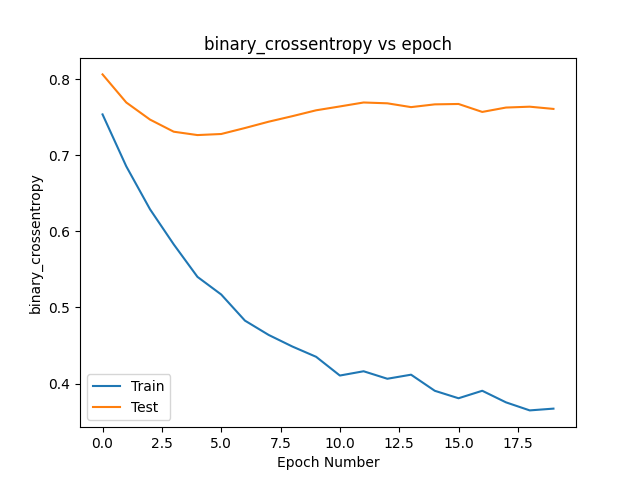 binary_crossentropy vs epoch
binary_crossentropy
0.8
0.7
0.6
0.5
0.4
Train
Test
0.0 2.5 5.0 7.5 10.0 12.5 15.0 17.5
Epoch Number